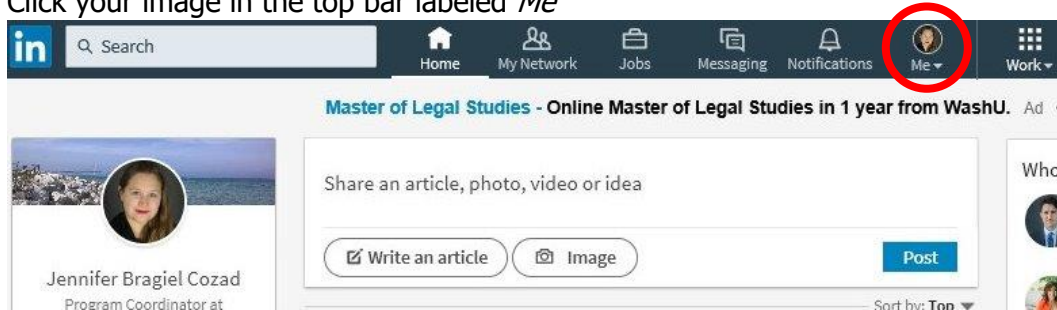 Click your image in the top bar labeled Me
in Search
Home My Network Jobs Messaging Notifications Me Work
Master of Legal Studies - Online Master of Legal Studies in 1 year from WashU. Ad
Share an article, photo, video or idea
Who
Write an article Image Post
Jennifer Bragiel Cozad
Program Coordinator at
Sort by: Top